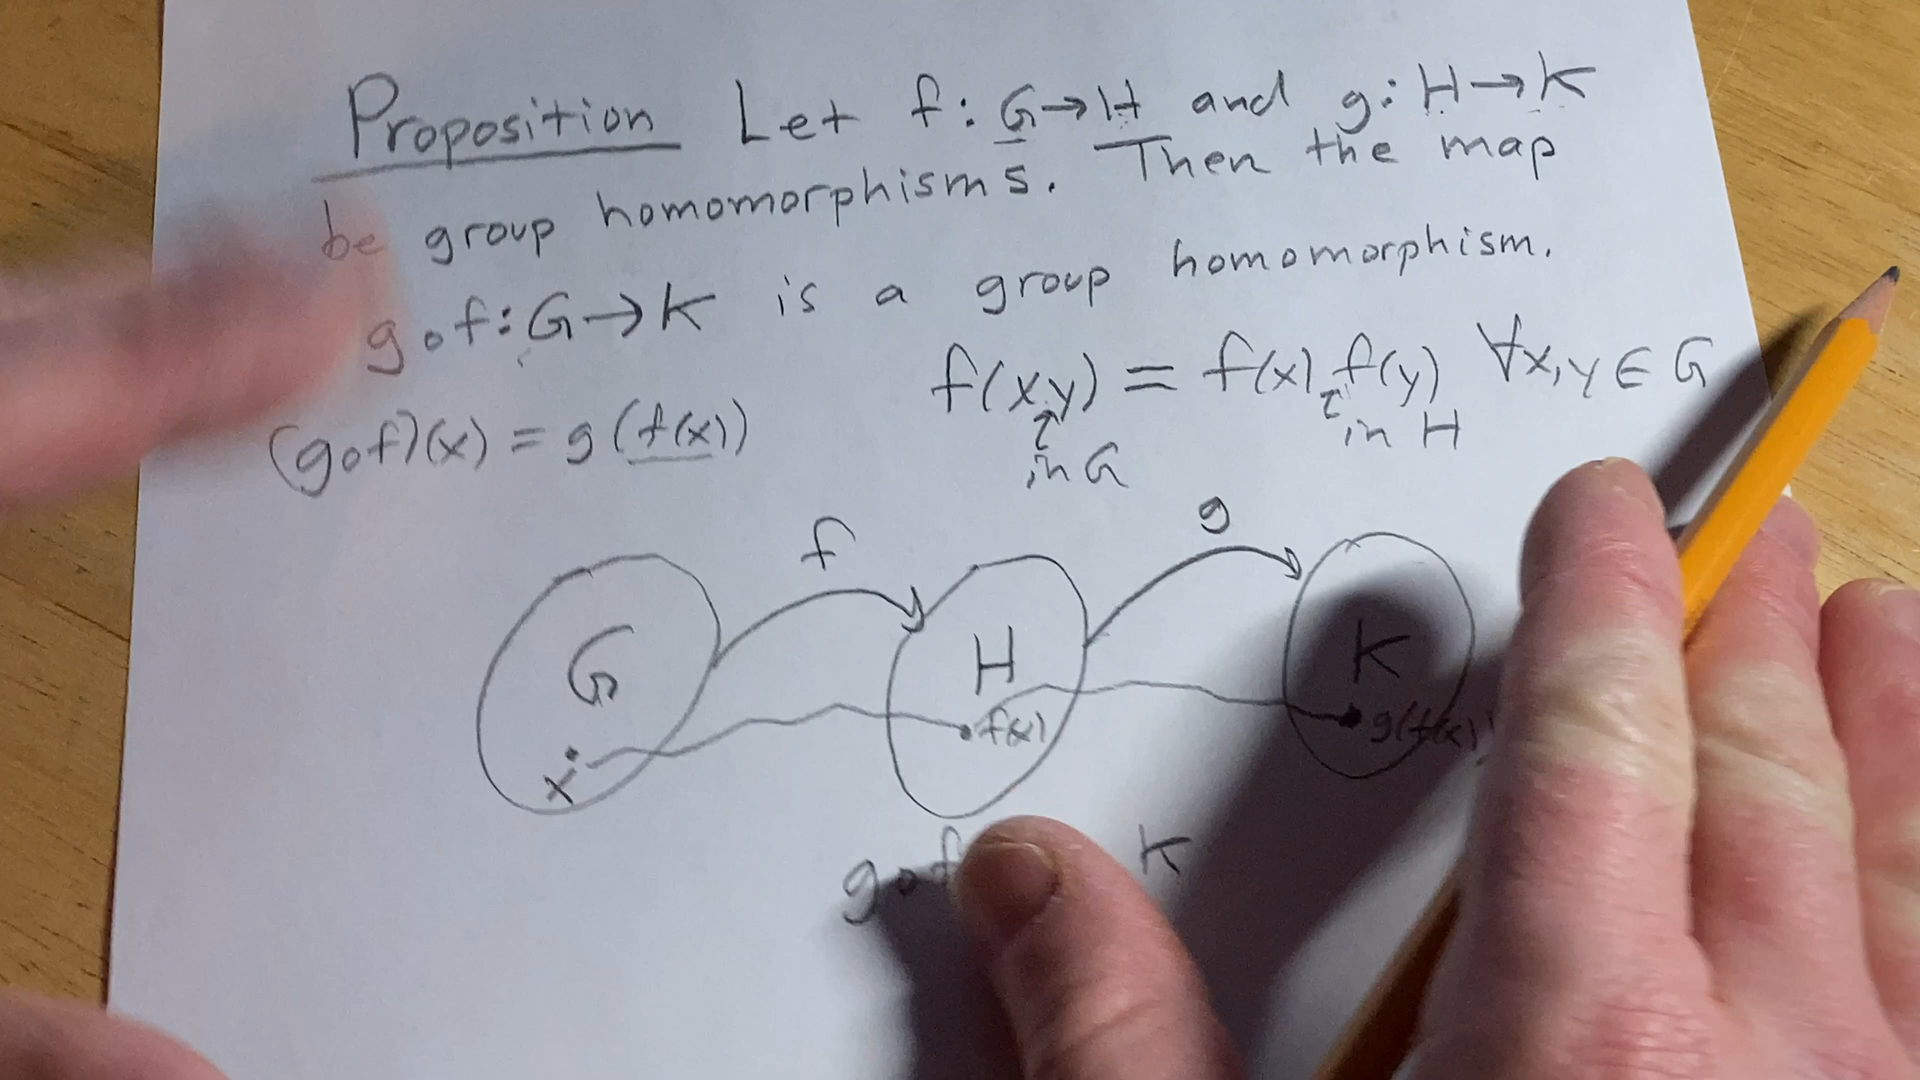 Proposition Let f: G→H and g: H→K
be group homomorphisms. Then the map
g∘f: G→K is a group homomorphism.
f(xy) = f(x) f(y) ∀x,y ∈ G
in G
in H
(g∘f)(x) = g(f(x))
f
g
G
H
K
x
f(x)
g(f(x))
g∘f
K